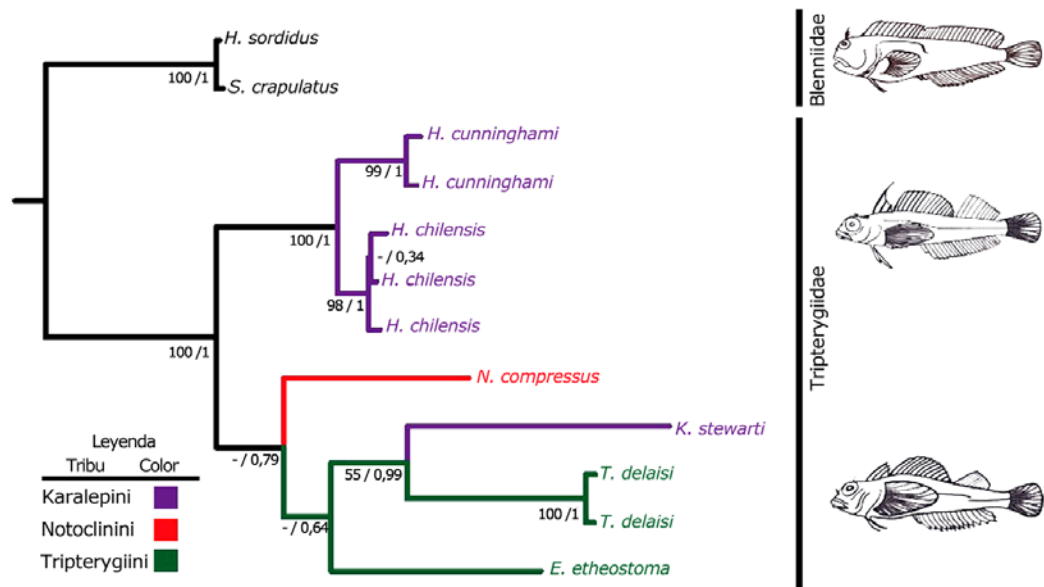 H. sordidus
100 /1
S. crapulatus
H. cunninghami
99 / 1
H. cunninghami
H. chilensis
100 /1
- / 0,34
H. chilensis
98 / 1
H. chilensis
100 /1
N. compressus
K. stewarti
- / 0,79
55 / 0,99
T. delaisi
100 /1
T. delaisi
- / 0,64
E. etheostoma
Leyenda
Tribu Color
Karalepini
Notoclinini
Tripterygiini
Blenniidae
Tripterygiidae